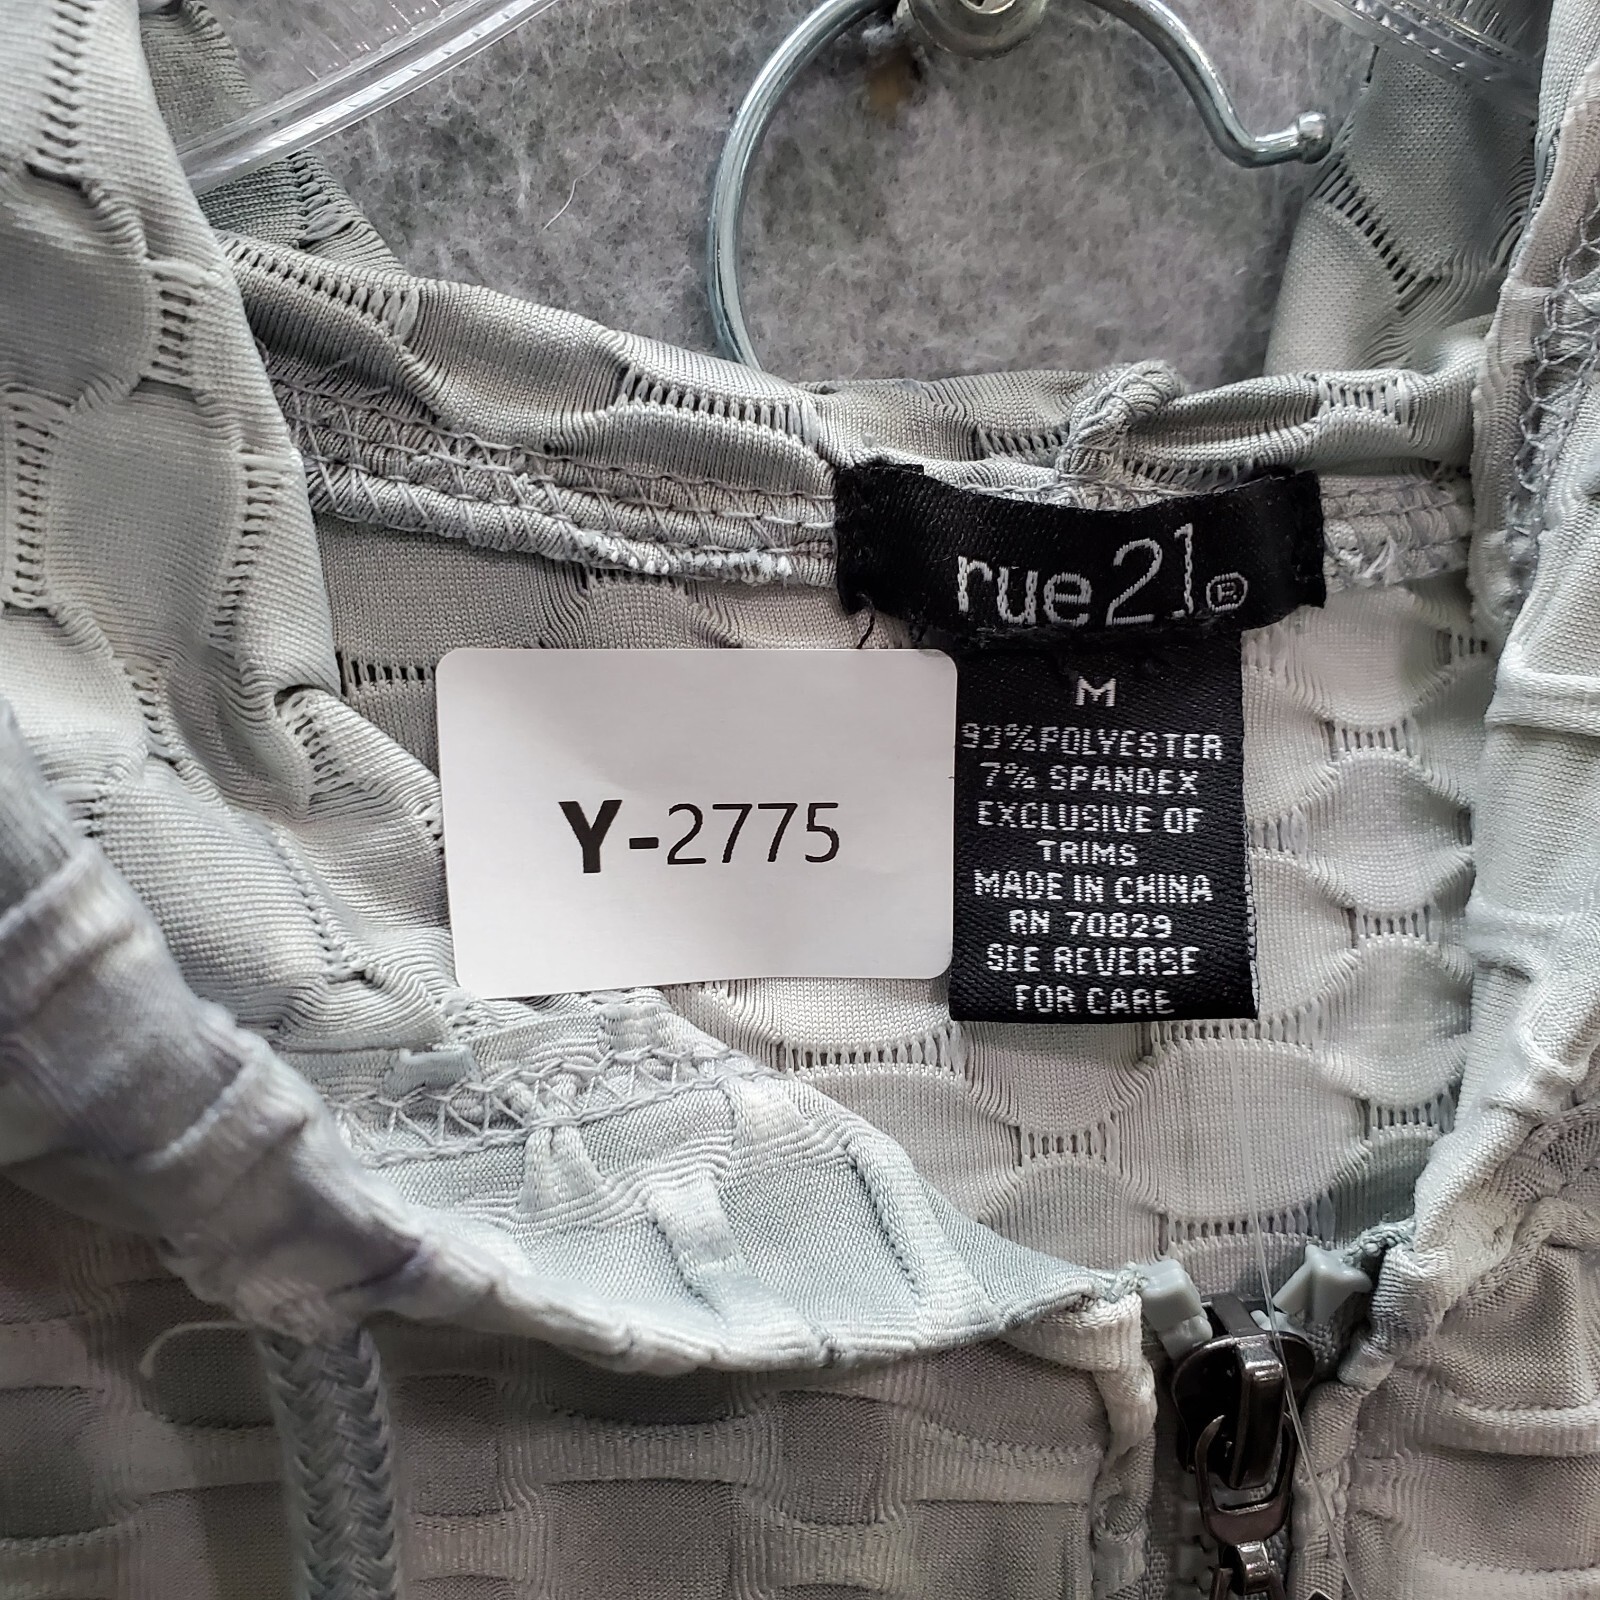 rue21®
M
93%POLYESTER
7% SPANDEX
EXCLUSIVE OF
TRIMS
MADE IN CHINA
RN 70829
SEE REVERSE
FOR CARE
Y-2775